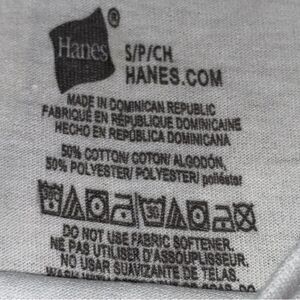 Hanes®
S/P/CH
HANES.COM
MADE IN DOMINICAN REPUBLIC
FABRIQUÉ EN RÉPUBLIQUE DOMINICAINE
HECHO EN REPÚBLICA DOMINICANA
50% COTTON/ COTON/ ALGODÓN,
50% POLYESTER/ POLYESTER/ poliéster
30
DO NOT USE FABRIC SOFTENER.
NE PAS UTILISER D'ASSOUPLISSEUR.
NO USAR SUAVIZANTE DE TELAS.